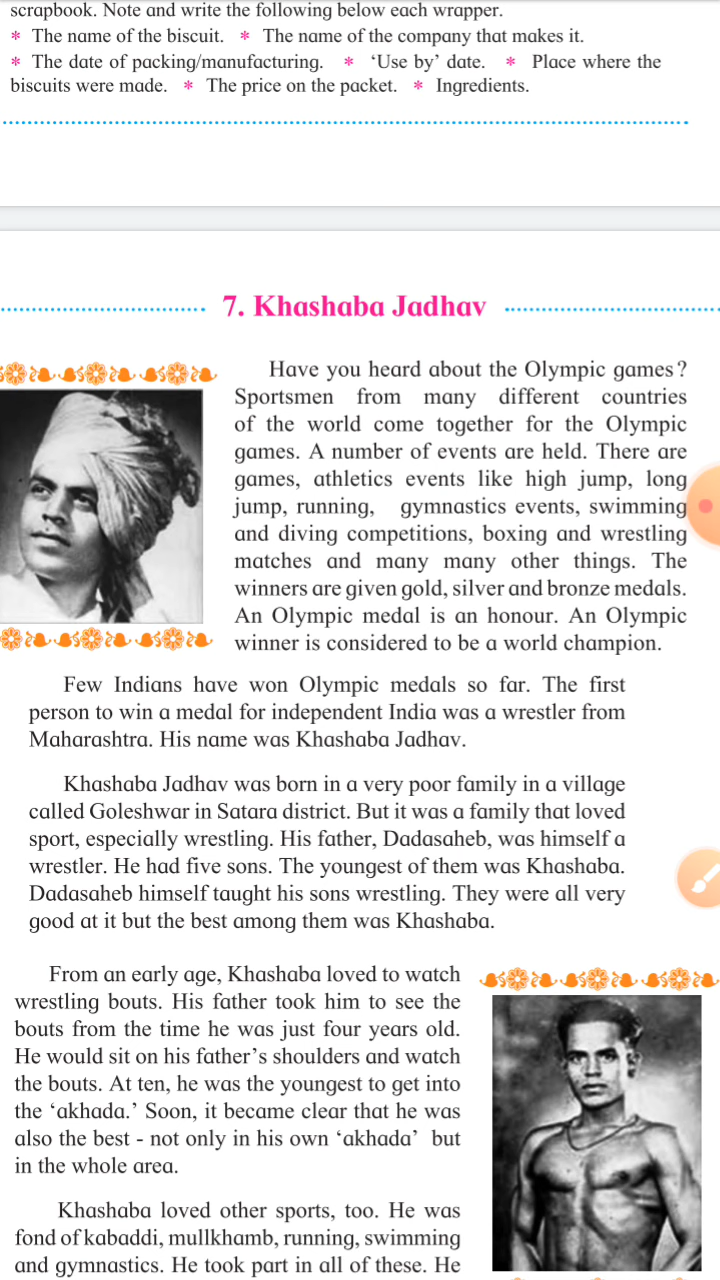 scrapbook. Note and write the following below each wrapper.
* The name of the biscuit. * The name of the company that makes it.
* The date of packing/manufacturing. * ‘Use by’ date. * Place where the
biscuits were made. * The price on the packet. * Ingredients.
7. Khashaba Jadhav
Have you heard about the Olympic games?
Sportsmen from many different countries
of the world come together for the Olympic
games. A number of events are held. There are
games, athletics events like high jump, long
jump, running, gymnastics events, swimming
and diving competitions, boxing and wrestling
matches and many many other things. The
winners are given gold, silver and bronze medals.
An Olympic medal is an honour. An Olympic
winner is considered to be a world champion.
Few Indians have won Olympic medals so far. The first
person to win a medal for independent India was a wrestler from
Maharashtra. His name was Khashaba Jadhav.
Khashaba Jadhav was born in a very poor family in a village
called Goleshwar in Satara district. But it was a family that loved
sport, especially wrestling. His father, Dadasaheb, was himself a
wrestler. He had five sons. The youngest of them was Khashaba.
Dadasaheb himself taught his sons wrestling. They were all very
good at it but the best among them was Khashaba.
From an early age, Khashaba loved to watch
wrestling bouts. His father took him to see the
bouts from the time he was just four years old.
He would sit on his father’s shoulders and watch
the bouts. At ten, he was the youngest to get into
the ‘akhada.’ Soon, it became clear that he was
also the best - not only in his own ‘akhada’ but
in the whole area.
Khashaba loved other sports, too. He was
fond of kabaddi, mullkhamb, running, swimming
and gymnastics. He took part in all of these. He